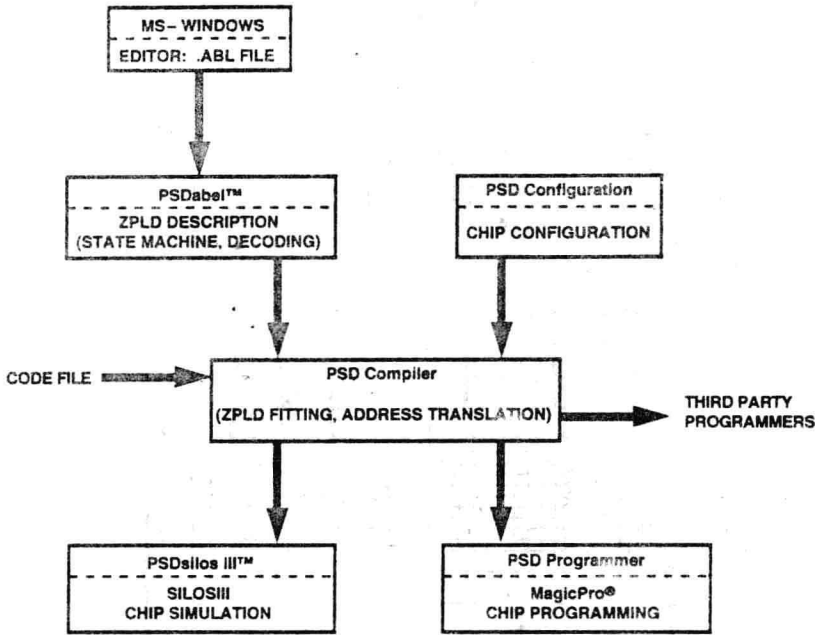 MS-WINDOWS
EDITOR: .ABL FILE
PSDabel™
ZPLD DESCRIPTION
(STATE MACHINE, DECODING)
PSD Configuration
CHIP CONFIGURATION
CODE FILE
PSD Compiler
(ZPLD FITTING, ADDRESS TRANSLATION)
THIRD PARTY
PROGRAMMERS
PSDsilos III™
SILOSIII
CHIP SIMULATION
PSD Programmer
MagicPro®
CHIP PROGRAMMING